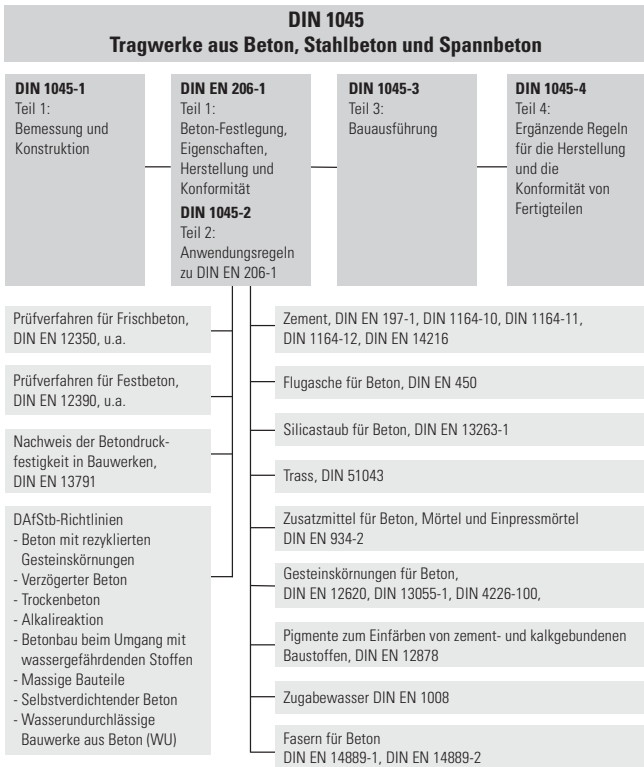 DIN 1045
Tragwerke aus Beton, Stahlbeton und Spannbeton
DIN 1045-1
Teil 1:
Bemessung und
Konstruktion
DIN EN 206-1
Teil 1:
Beton-Festlegung,
Eigenschaften,
Herstellung und
Konformität
DIN 1045-2
Teil 2:
Anwendungsregeln
zu DIN EN 206-1
DIN 1045-3
Teil 3:
Bauausführung
DIN 1045-4
Teil 4:
Ergänzende Regeln
für die Herstellung
und die
Konformität von
Fertigteilen
Prüfverfahren für Frischbeton,
DIN EN 12350, u.a.
Prüfverfahren für Festbeton,
DIN EN 12390, u.a.
Nachweis der Betondruck-
festigkeit in Bauwerken,
DIN EN 13791
DAfStb-Richtlinien
- Beton mit rezyklierten
Gesteinskörnungen
- Verzögerter Beton
- Trockenbeton
- Alkalireaktion
- Betonbau beim Umgang mit
wassergefährdenden Stoffen
- Massige Bauteile
- Selbstverdichtender Beton
- Wasserundurchlässige
Bauwerke aus Beton (WU)
Zement, DIN EN 197-1, DIN 1164-10, DIN 1164-11,
DIN 1164-12, DIN EN 14216
Flugasche für Beton, DIN EN 450
Silicastaub für Beton, DIN EN 13263-1
Trass, DIN 51043
Zusatzmittel für Beton, Mörtel und Einpressmörtel
DIN EN 934-2
Gesteinskörnungen für Beton,
DIN EN 12620, DIN 13055-1, DIN 4226-100,
Pigmente zum Einfärben von zement- und kalkgebundenen
Baustoffen, DIN EN 12878
Zugabewasser DIN EN 1008
Fasern für Beton
DIN EN 14889-1, DIN EN 14889-2